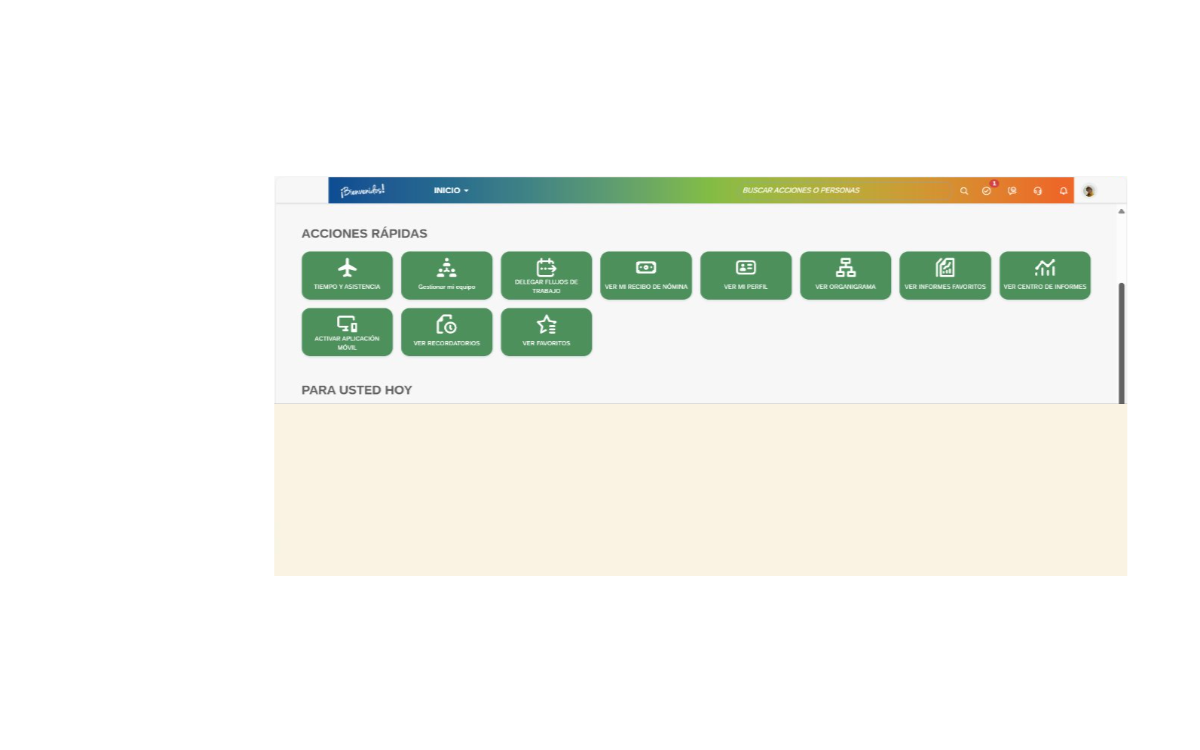 ¡Bienvenidos!
INICIO
BUSCAR ACCIONES O PERSONAS
1
ACCIONES RÁPIDAS
TIEMPO Y ASISTENCIA
Gestionar mi equipo
DELEGAR FLUJOS DE
TRABAJO
VER MI RECIBO DE NÓMINA
VER MI PERFIL
VER ORGANIGRAMA
VER INFORMES FAVORITOS
VER CENTRO DE INFORMES
ACTIVAR APLICACIÓN
MÓVIL
VER RECORDATORIOS
VER FAVORITOS
PARA USTED HOY